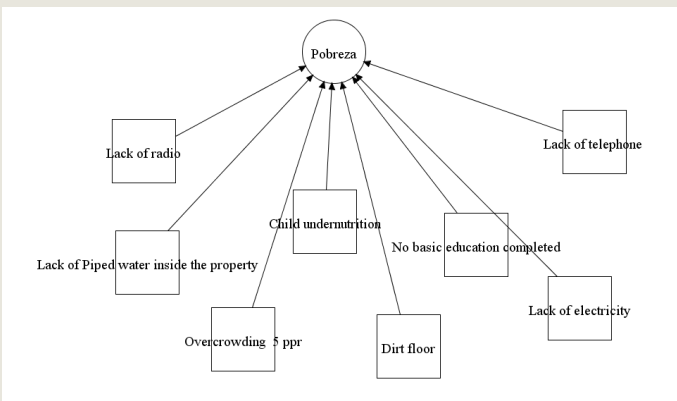 Pobreza
Lack of radio
Lack of telephone
Child undernutrition
No basic education completed
Lack of Piped water inside the property
Lack of electricity
Overcrowding 5 ppr
Dirt floor